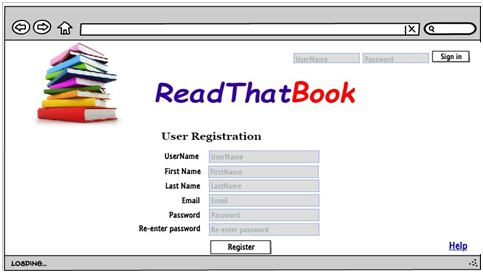 UserName Password Sign in
ReadThatBook
User Registration
UserName UserName
First Name FirstName
Last Name LastName
Email Email
Password Password
Re-enter password Re-enter password
Register
Help
LOADING...